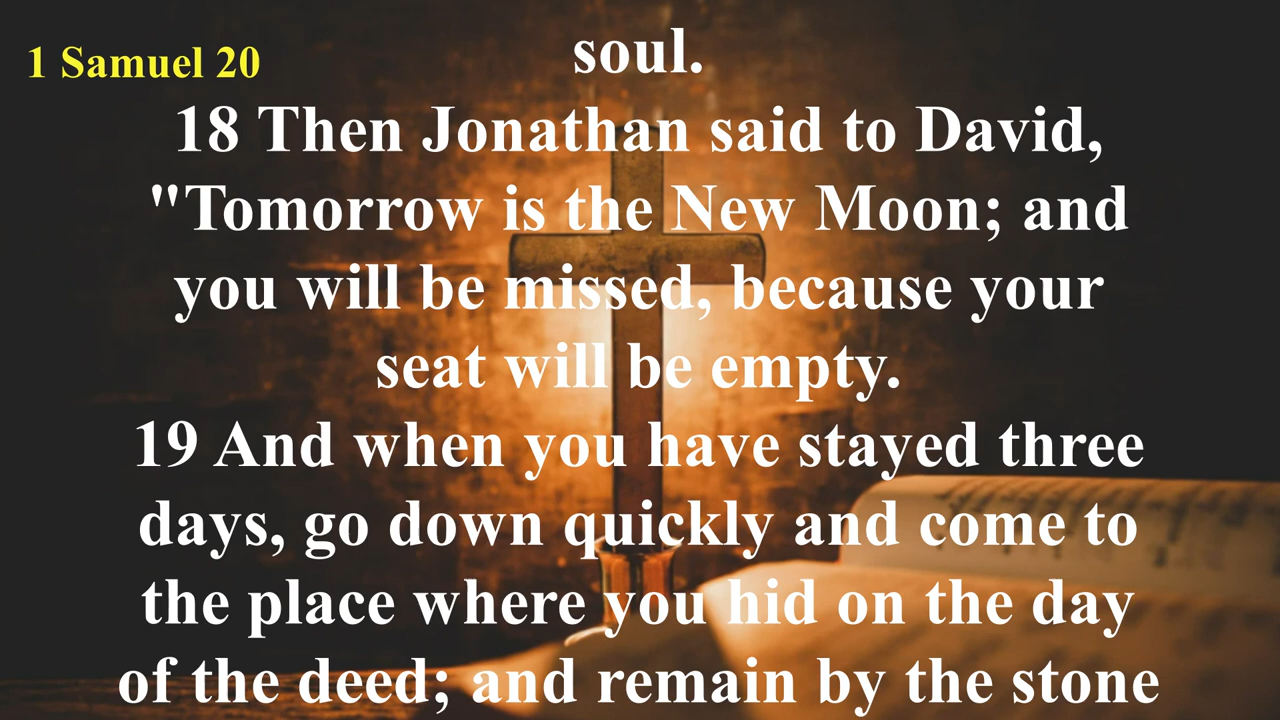 1 Samuel 20
soul.
18 Then Jonathan said to David,
"Tomorrow is the New Moon; and
you will be missed, because your
seat will be empty.
19 And when you have stayed three
days, go down quickly and come to
the place where you hid on the day
of the deed; and remain by the stone